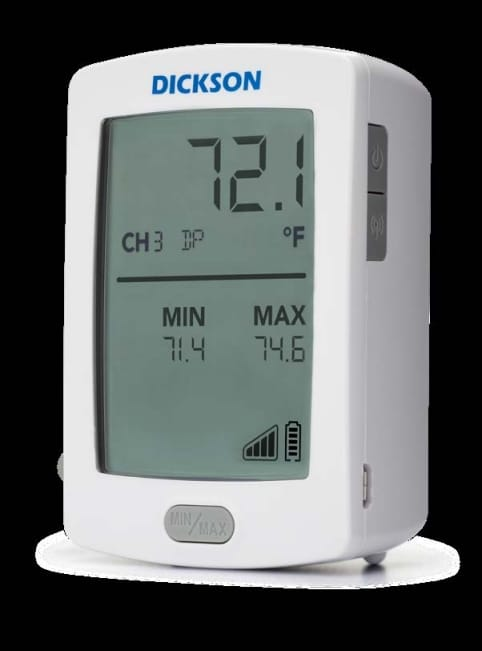 DICKSON
72.1
CH3 DP °F
MIN MAX
71.4 74.6
MIN/MAX